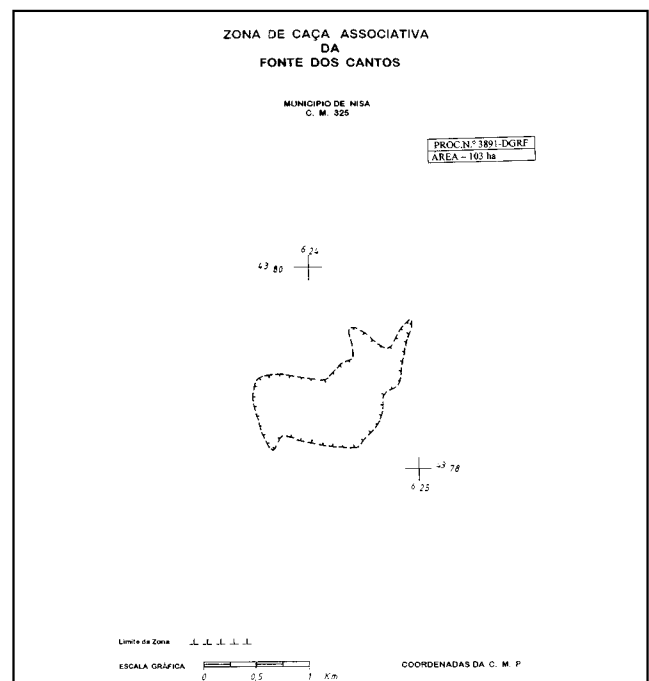 ZONA DE CAÇA ASSOCIATIVA
DA
FONTE DOS CANTOS
MUNICIPIO DE NISA
C. M. 325
PROC.N.º 3891-DGRF
AREA – 103 ha
6 24
43 80
43 78
6 25
Limite da Zona
ESCALA GRÁFICA
0 0,5 1 Km
COORDENADAS DA C. M. P